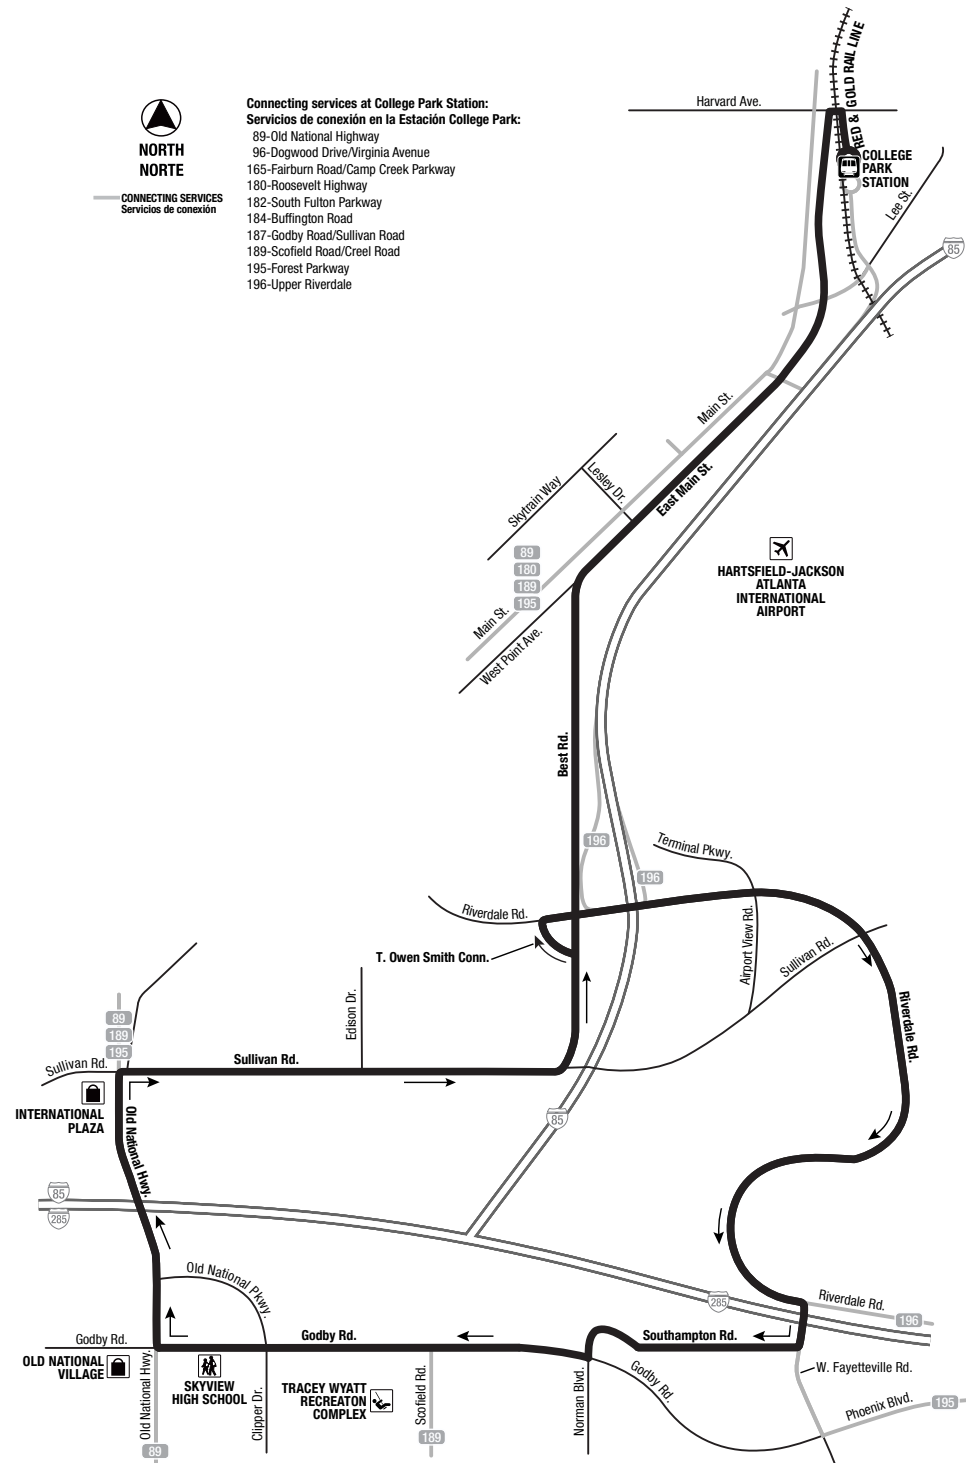 RED & GOLD RAIL LINE
Harvard Ave.
COLLEGE
PARK
STATION
Lee St.
85
NORTH
NORTE
CONNECTING SERVICES
Servicios de conexión
Connecting services at College Park Station:
Servicios de conexión en la Estación College Park:
89-Old National Highway
96-Dogwood Drive/Virginia Avenue
165-Fairburn Road/Camp Creek Parkway
180-Roosevelt Highway
182-South Fulton Parkway
184-Buffington Road
187-Godby Road/Sullivan Road
189-Scofield Road/Creel Road
195-Forest Parkway
196-Upper Riverdale
Main St.
East Main St.
Lesley Dr.
Skytrain Way
89
180
189
195
Main St.
West Point Ave.
HARTSFIELD-JACKSON
ATLANTA
INTERNATIONAL
AIRPORT
Best Rd.
196
196
Terminal Pkwy.
Riverdale Rd.
Airport View Rd.
Sullivan Rd.
T. Owen Smith Conn.
Edison Dr.
Riverdale Rd.
89
189
195
Sullivan Rd.
Sullivan Rd.
INTERNATIONAL
PLAZA
Old National Hwy.
85
85
285
Old National Pkwy.
285
Riverdale Rd.
196
Godby Rd.
Godby Rd.
Southampton Rd.
OLD NATIONAL
VILLAGE
Old National Hwy.
SKYVIEW
HIGH SCHOOL
Clipper Dr.
TRACEY WYATT
RECREATON
COMPLEX
Scofield Rd.
Norman Blvd.
Godby Rd.
W. Fayetteville Rd.
Phoenix Blvd.
195
189
89